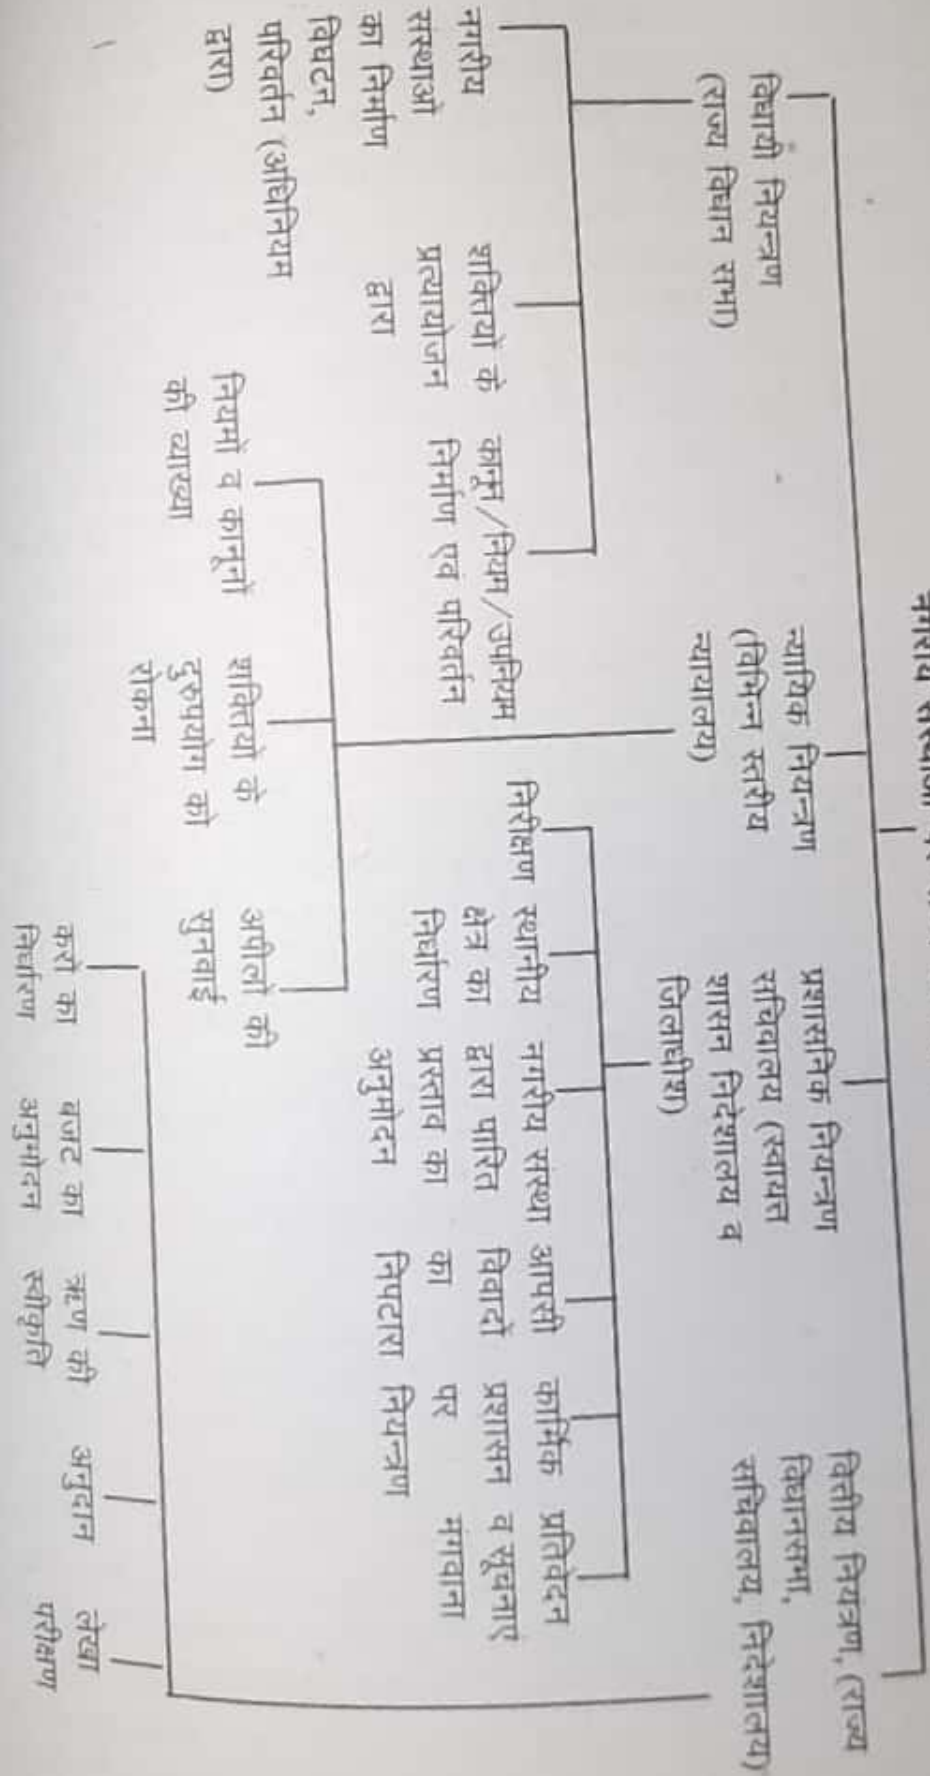 नगरीय संस्थाओं पर
विधायी नियन्त्रण
(राज्य विधान सभा)
न्यायिक नियन्त्रण
(विभिन्न स्तरीय
न्यायालय)
प्रशासनिक नियन्त्रण
सचिवालय (स्वायत
शासन निदेशालय व
जिलाधीश)
वित्तीय नियंत्रण, (राज्य
विधानसभा,
सचिवालय, निदेशालय)
नगरीय
संस्थाओ
का निर्माण
विघटन,
परिवर्तन (अधिनियम
द्वारा)
शक्तियों के
प्रत्यायोजन
द्वारा
कानून/नियम/उपनियम
निर्माण एवं परिवर्तन
निरीक्षण
स्थानीय
क्षेत्र का
निर्धारण
नगरीय संस्था
द्वारा पारित
प्रस्ताव का
अनुमोदन
आपसी
विवादों
का
निपटारा
कार्मिक
प्रशासन
पर
नियन्त्रण
प्रतिवेदन
व सूचनाएं
मंगवाना
नियमों व कानूनों
की व्याख्या
शक्तियों के
दुरुपयोग को
रोकना
अपीलों की
सुनवाई
करों का
निर्धारण
बजट का
अनुमोदन
ऋण की
स्वीकृति
अनुदान
लेखा
परीक्षण